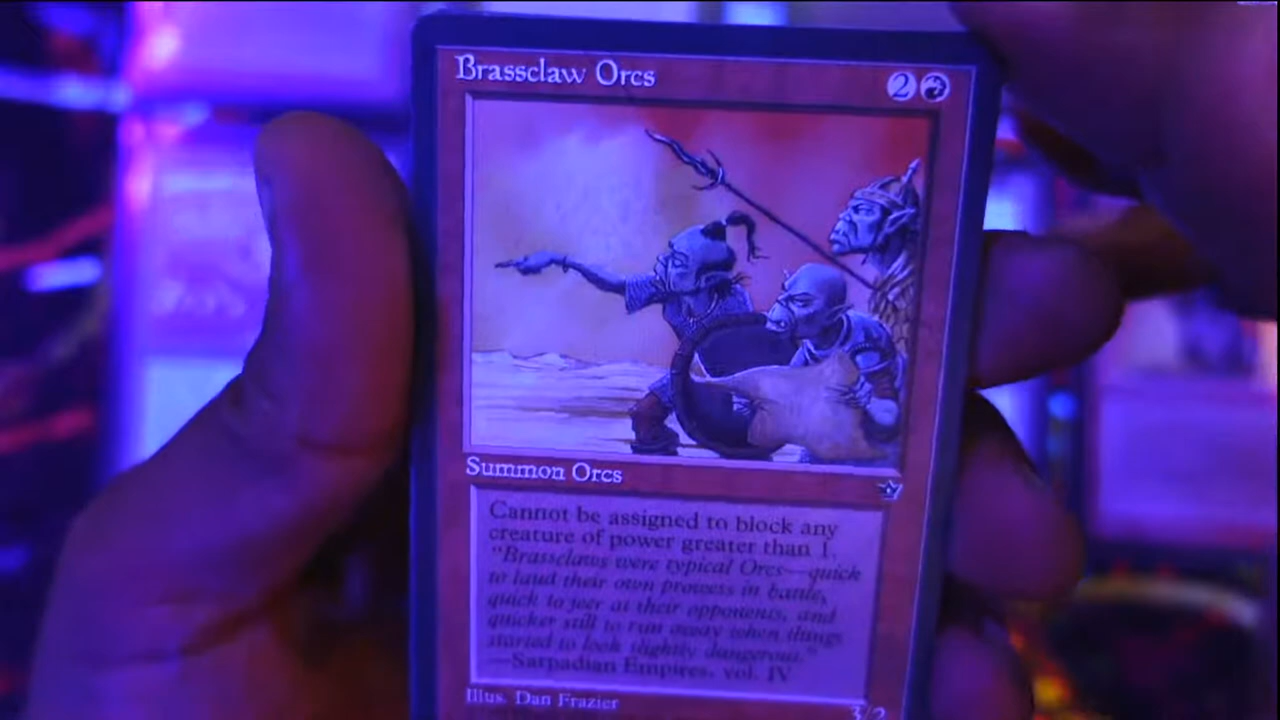 Brassclaw Orcs 2
Summon Orcs
Cannot be assigned to block any
creature of power greater than 1.
"Brassclaws were typical Orcs—quick
to laud their own prowess in battle,
quick to jeer at their opponents, and
quicker still to run away when things
started to look slightly dangerous."
—Sarpadian Empires, vol. IV
Illus. Dan Frazier
3/2